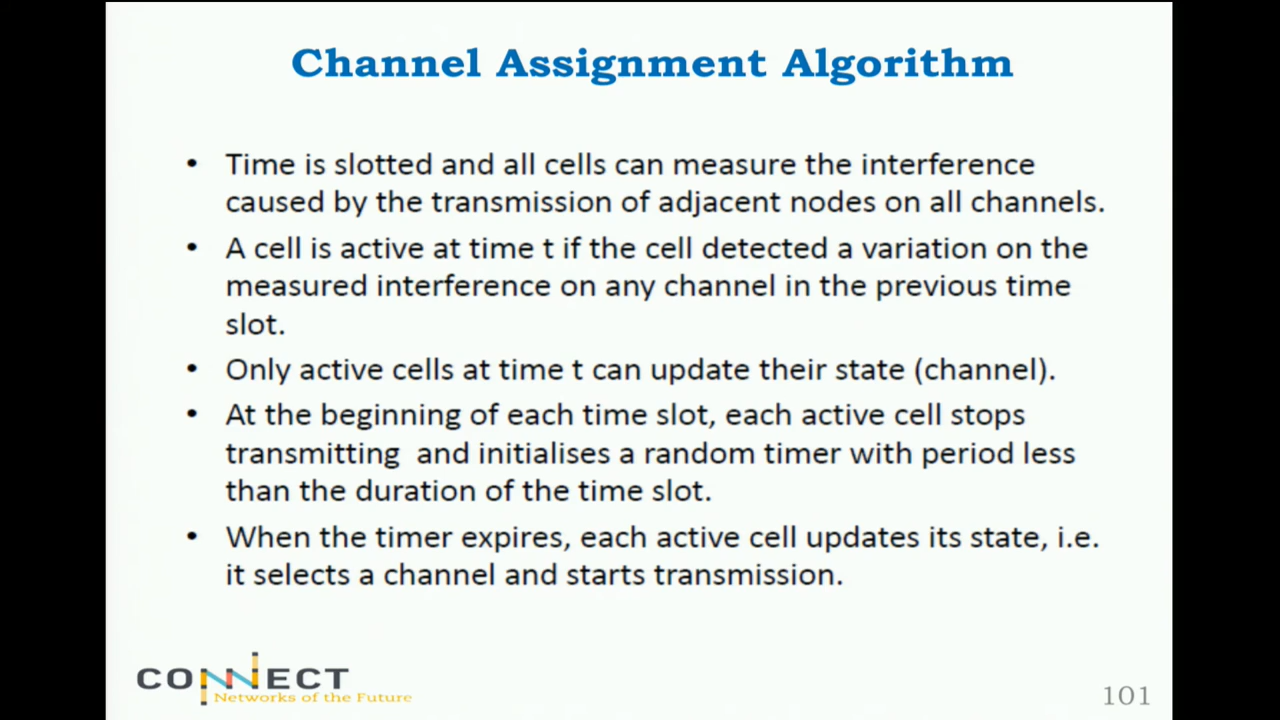 Channel Assignment Algorithm
• Time is slotted and all cells can measure the interference
caused by the transmission of adjacent nodes on all channels.
• A cell is active at time t if the cell detected a variation on the
measured interference on any channel in the previous time
slot.
• Only active cells at time t can update their state (channel).
• At the beginning of each time slot, each active cell stops
transmitting and initialises a random timer with period less
than the duration of the time slot.
• When the timer expires, each active cell updates its state, i.e.
it selects a channel and starts transmission.
CONNECT
Networks of the Future
101